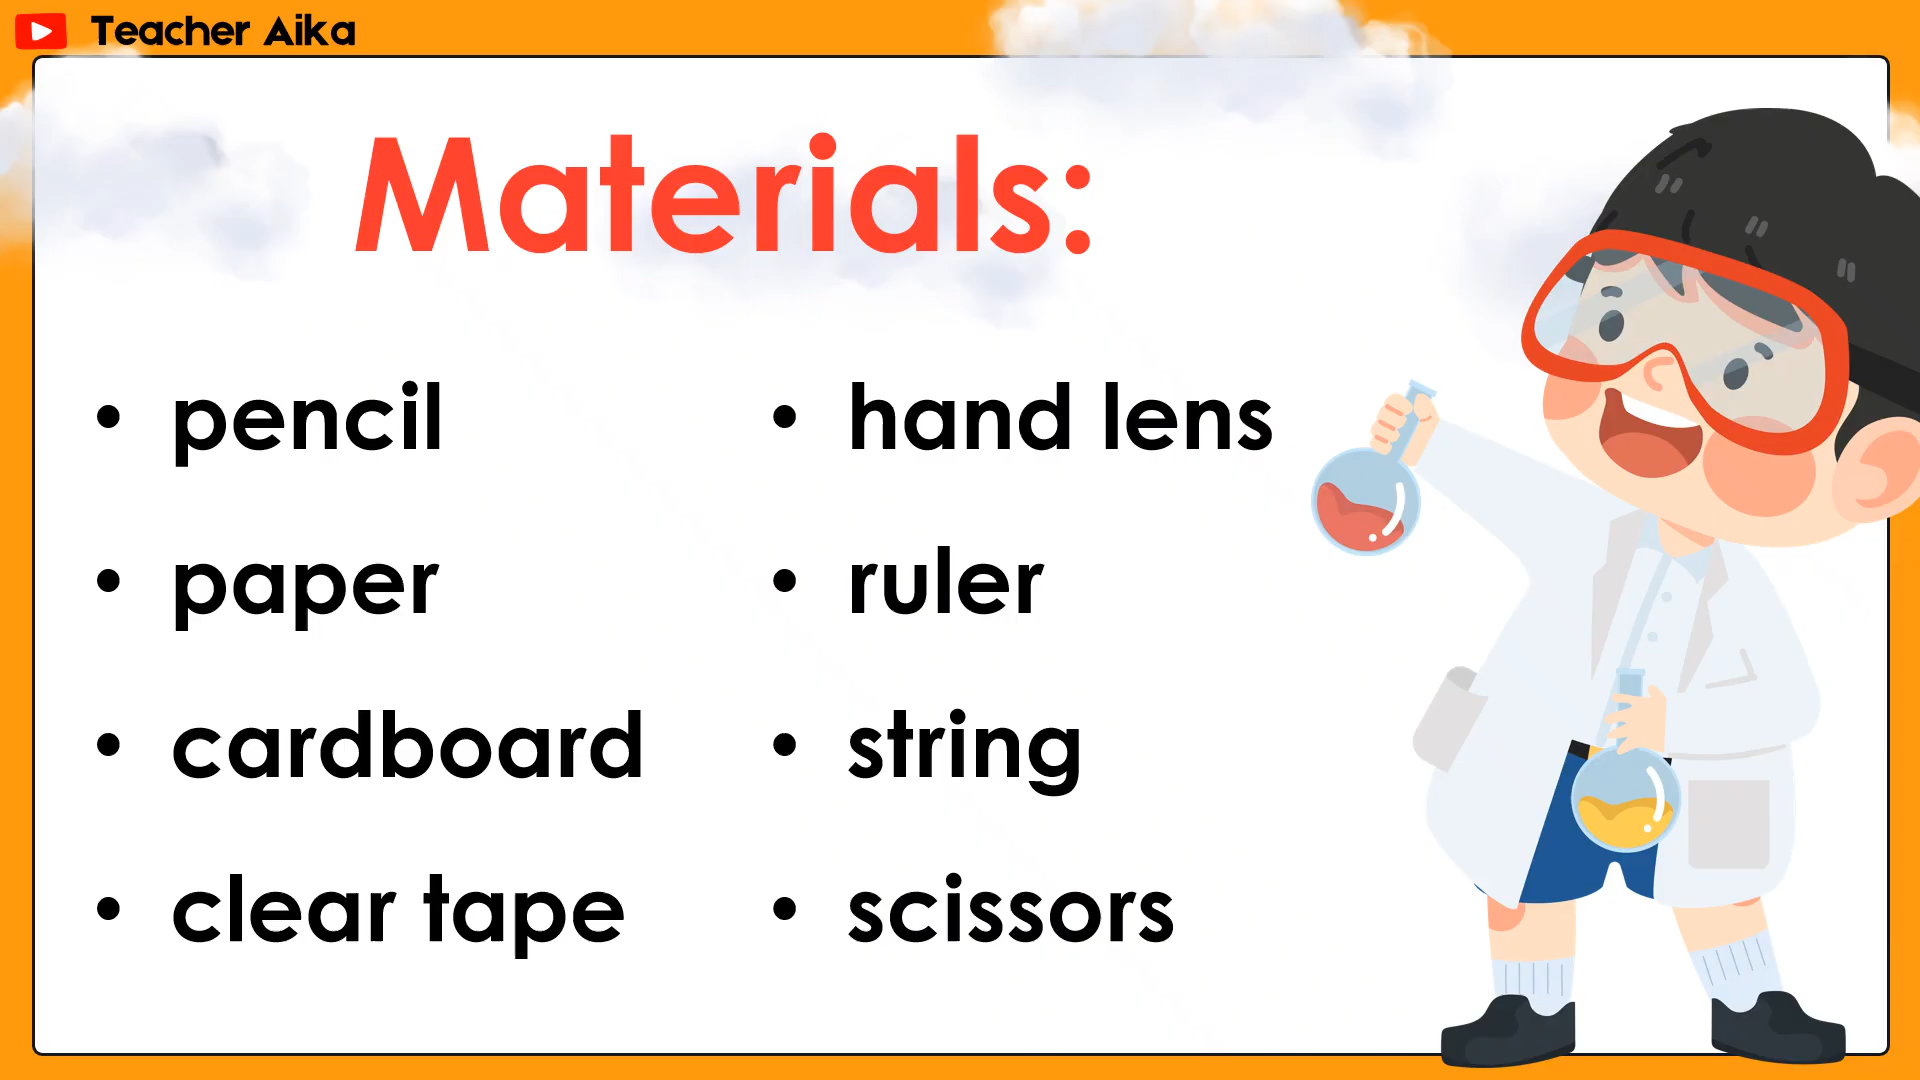 Teacher Aika
Materials:
• pencil
• paper
• cardboard
• clear tape
• hand lens
• ruler
• string
• scissors